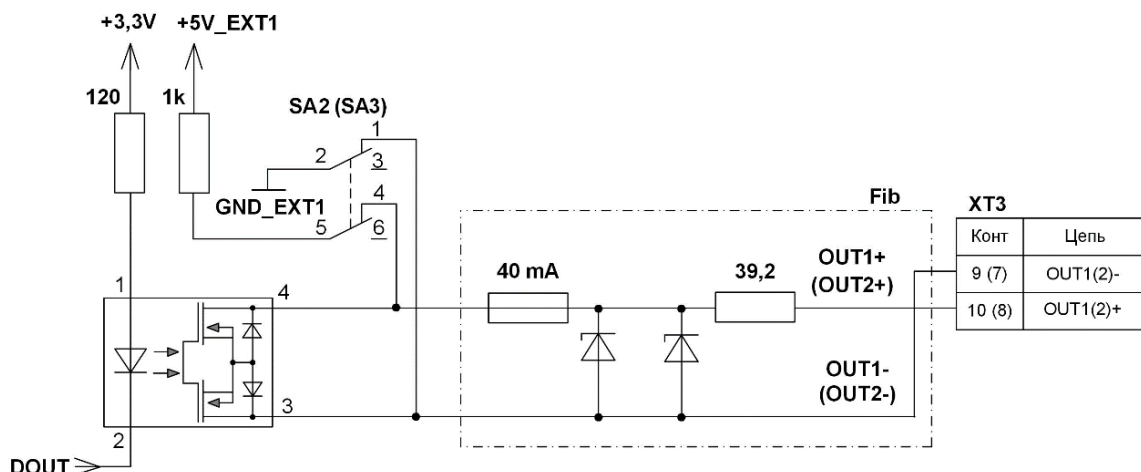 +3,3V +5V_EXT1
120 1k
SA2 (SA3)
1
2
3
GND_EXT1
4
5
6
Fib
XT3
Конт Цепь
9 (7) OUT1(2)-
10 (8) OUT1(2)+
40 mA
39,2
OUT1+
(OUT2+)
1
4
OUT1-
(OUT2-)
3
2
DOUT